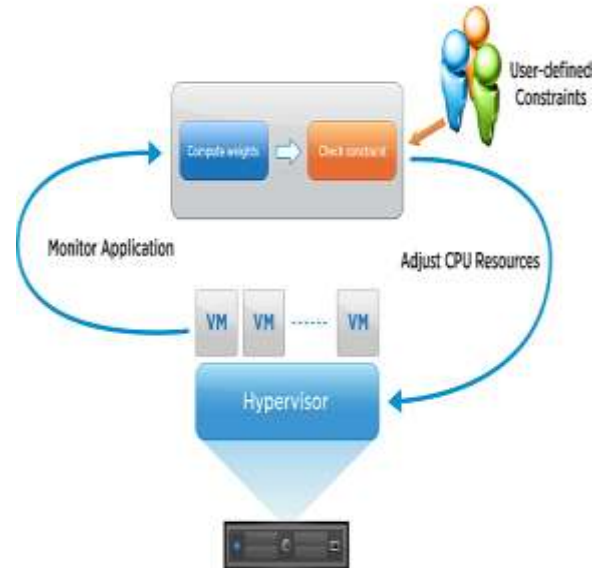 User-defined
Constraints
Compute weights
Check constraint
Monitor Application
Adjust CPU Resources
VM
VM
VM
Hypervisor